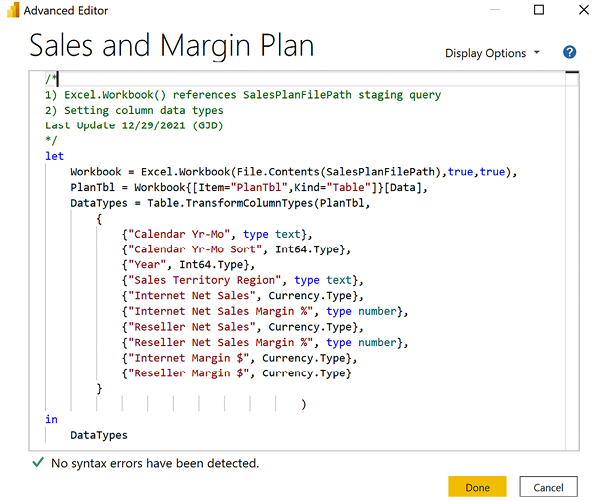 Advanced Editor
Sales and Margin Plan
Display Options
?
/*
1) Excel.Workbook() references SalesPlanFilePath staging query
2) Setting column data types
Last Update 12/29/2021 (GJD)
*/
let
Workbook = Excel.Workbook(File.Contents(SalesPlanFilePath),true,true),
PlanTbl = Workbook{[Item="PlanTbl",Kind="Table"]}[Data],
DataTypes = Table.TransformColumnTypes(PlanTbl,
{
{"Calendar Yr-Mo", type text},
{"Calendar Yr-Mo Sort", Int64.Type},
{"Year", Int64.Type},
{"Sales Territory Region", type text},
{"Internet Net Sales", Currency.Type},
{"Internet Net Sales Margin %", type number},
{"Reseller Net Sales", Currency.Type},
{"Reseller Net Sales Margin %", type number},
{"Internet Margin $", Currency.Type},
{"Reseller Margin $", Currency.Type}
}
)
in
DataTypes
No syntax errors have been detected.
Done
Cancel